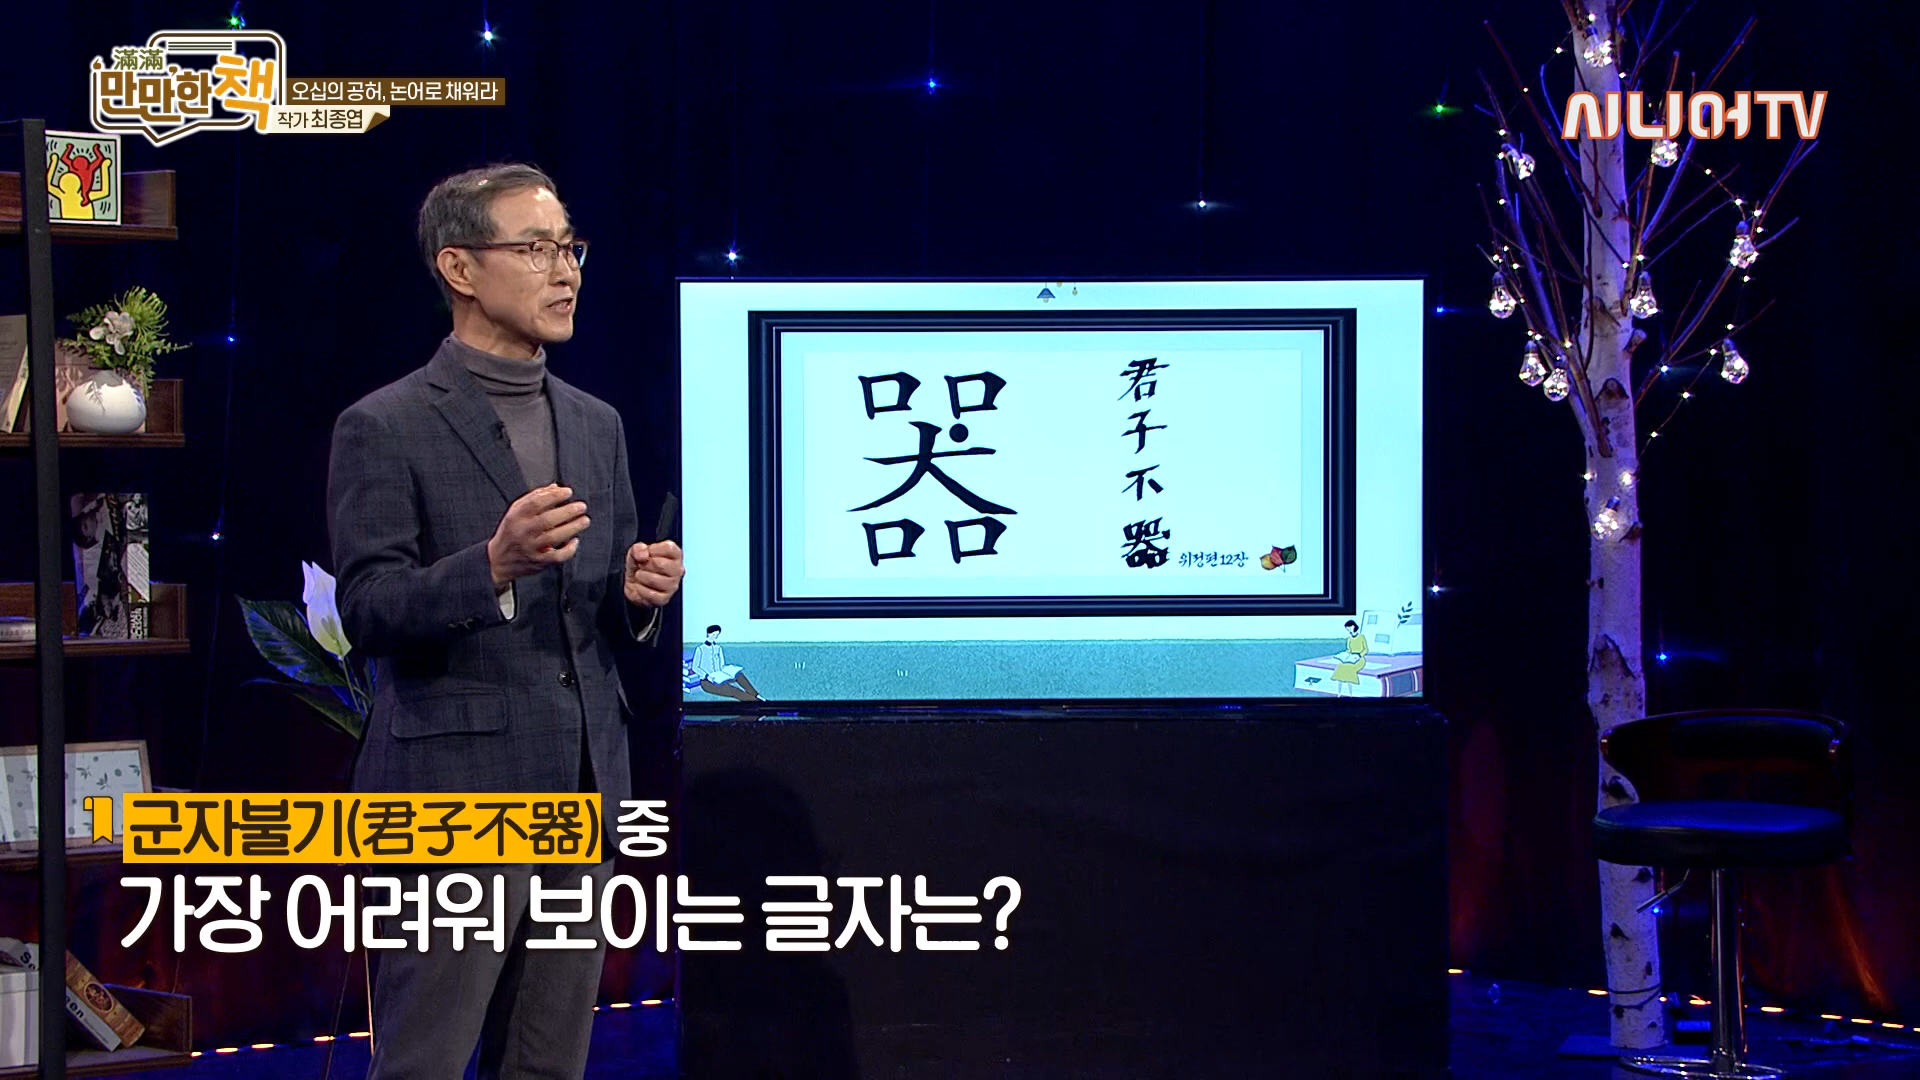 滿滿
'만만'한 책
오십의 공허, 논어로 채워라
작가 최종엽
시니어TV
器
君
子
不
器
위정편 12장
군자불기(君子不器) 중
가장 어려워 보이는 글자는?